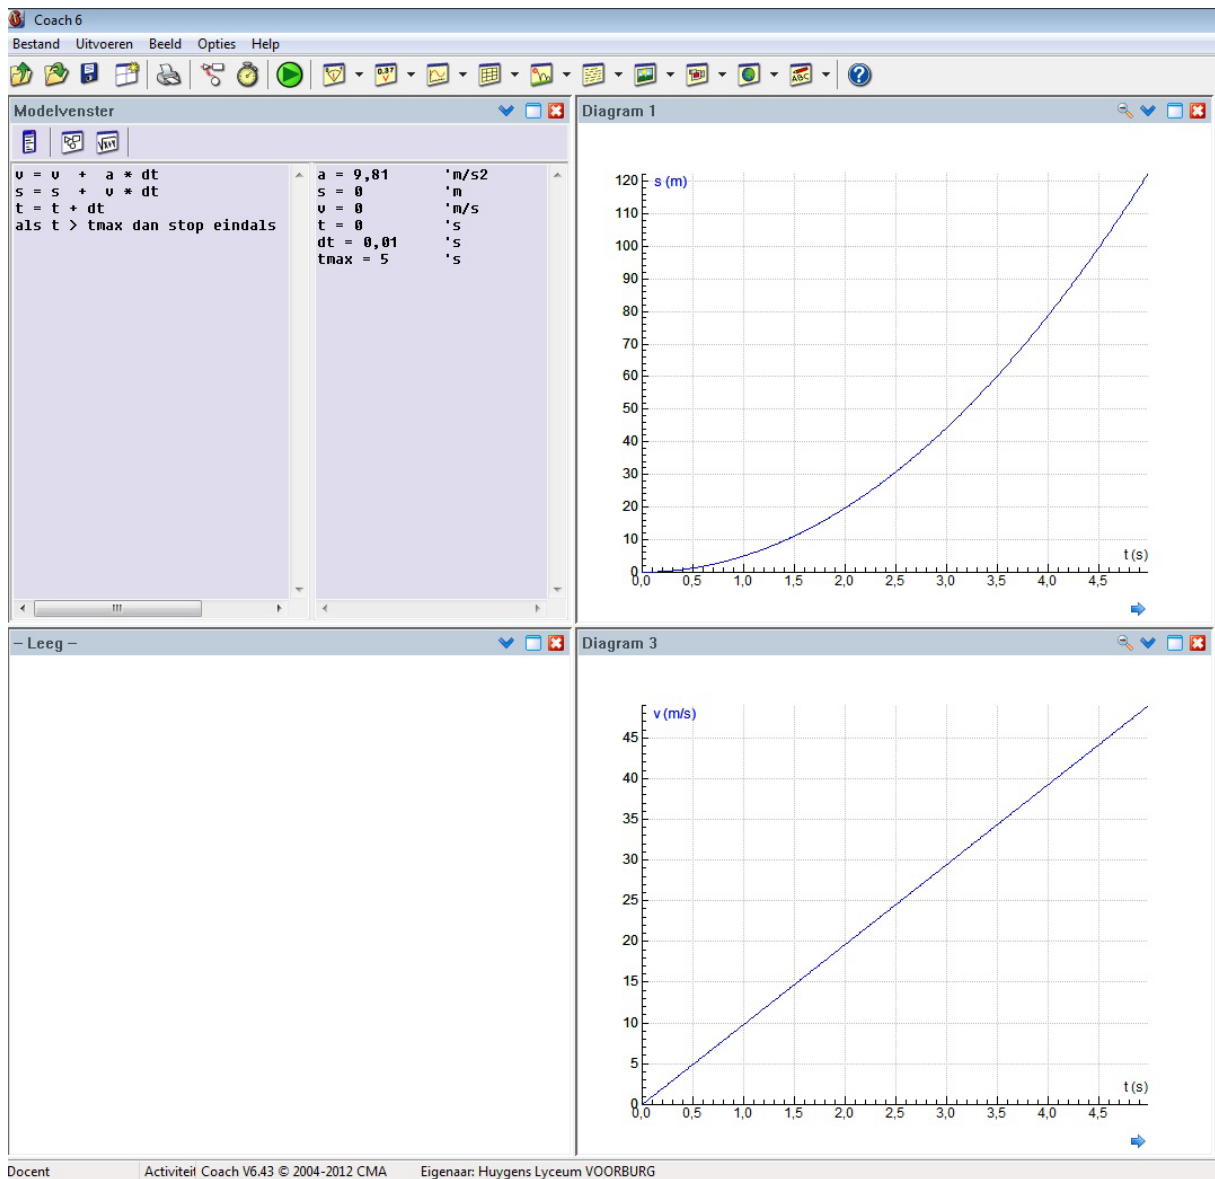 Coach 6
Bestand Uitvoeren Beeld Opties Help
Modelvenster
v = v + a * dt
s = s + v * dt
t = t + dt
als t > tmax dan stop eindals
a = 9,81 'm/s2
s = 0 'm
v = 0 'm/s
t = 0 's
dt = 0,01 's
tmax = 5 's
Diagram 1
s (m)
120
110
100
90
80
70
60
50
40
30
20
10
0
t (s)
0,0 0,5 1,0 1,5 2,0 2,5 3,0 3,5 4,0 4,5
– Leeg –
Diagram 3
v (m/s)
45
40
35
30
25
20
15
10
5
0
t (s)
0,0 0,5 1,0 1,5 2,0 2,5 3,0 3,5 4,0 4,5
Docent Activiteit Coach V6.43 © 2004-2012 CMA Eigenaar: Huygens Lyceum VOORBURG